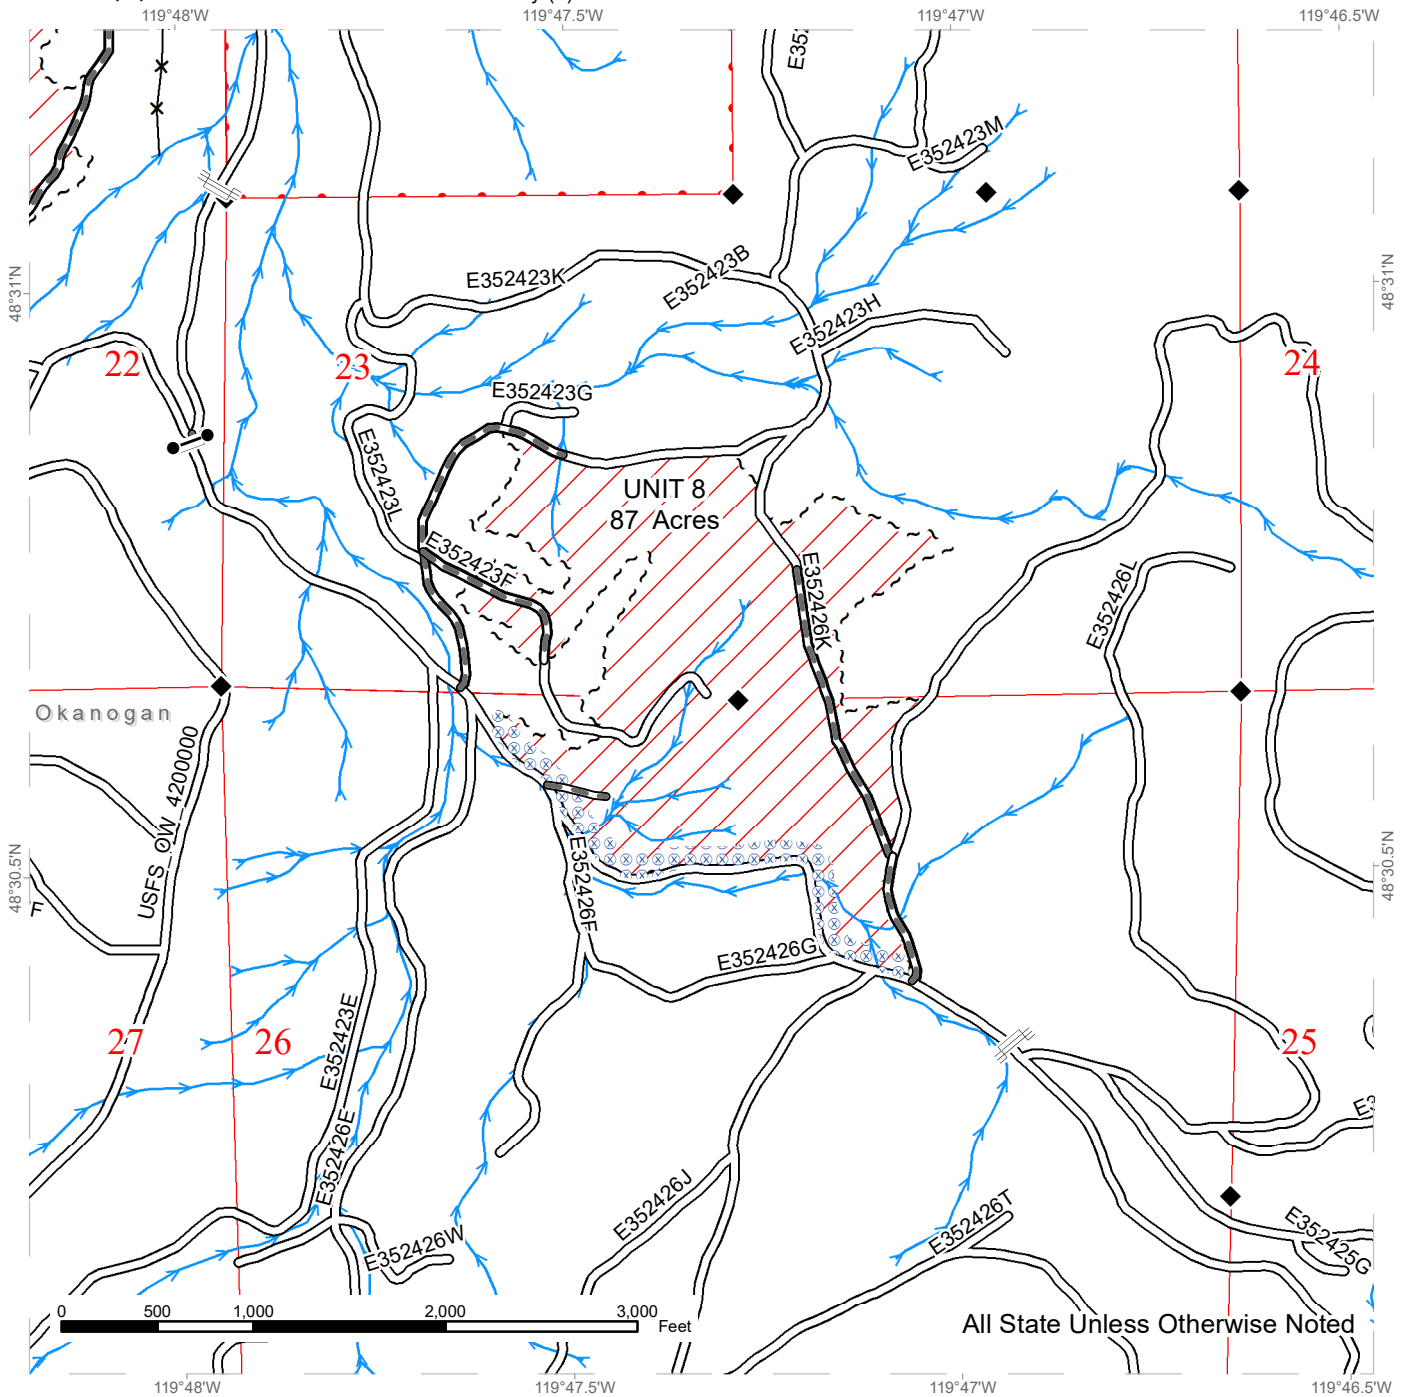 119°48'W 119°47.5'W 119°47'W 119°46.5'W
E352423M
E352423B
E352423K
48°31'N 48°31'N
E352423H
22 23 24
E352423G
E352423L
UNIT 8
87 Acres
E352423F
E352426K
E352426L
Okanogan
USFS_OW_4200000
48°30.5'N 48°30.5'N
E352426F
F
E352426G
27 26 25
E352423E
E352426E
E352426J
E352426T
E352426W
E352425G
0 500 1,000 2,000 3,000
Feet
All State Unless Otherwise Noted
119°48'W 119°47.5'W 119°47'W 119°46.5'W